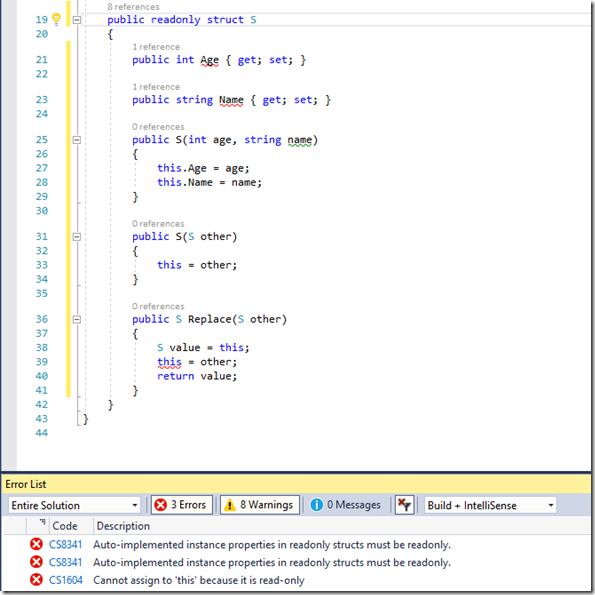 8 references
19 public readonly struct S
20 {
1 reference
21 public int Age { get; set; }
22
1 reference
23 public string Name { get; set; }
24
0 references
25 public S(int age, string name)
26 {
27 this.Age = age;
28 this.Name = name;
29 }
30
0 references
31 public S(S other)
32 {
33 this = other;
34 }
35
0 references
36 public S Replace(S other)
37 {
38 S value = this;
39 this = other;
40 return value;
41 }
42 }
43 }
44
Error List
Entire Solution 3 Errors 8 Warnings 0 Messages Build + IntelliSense
Code Description
CS8341 Auto-implemented instance properties in readonly structs must be readonly.
CS8341 Auto-implemented instance properties in readonly structs must be readonly.
CS1604 Cannot assign to 'this' because it is read-only